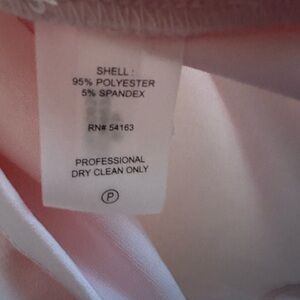 SHELL :
95% POLYESTER
5% SPANDEX
RN# 54163
PROFESSIONAL
DRY CLEAN ONLY
P